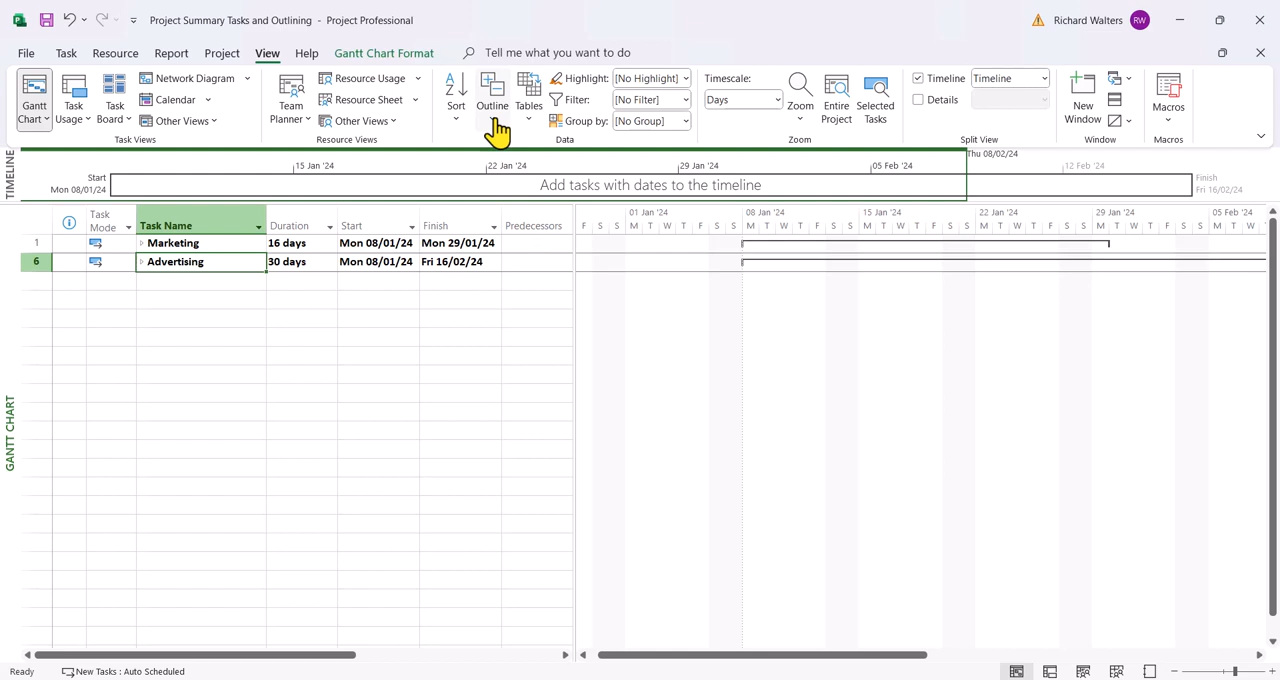 Project Summary Tasks and Outlining - Project Professional
Richard Walters RW
File Task Resource Report Project View Help Gantt Chart Format Tell me what you want to do
Gantt Chart
Task Usage
Task Board
Network Diagram
Calendar
Other Views
Task Views
Team Planner
Resource Usage
Resource Sheet
Other Views
Resource Views
Sort
Outline
Tables
Highlight: [No Highlight]
Filter: [No Filter]
Group by: [No Group]
Data
Timescale:
Days
Zoom
Entire Project
Selected Tasks
Zoom
Timeline Timeline
Details
Split View
New Window
Window
Macros
Macros
TIMELINE
Thu 08/02/24
15 Jan '24 22 Jan '24 29 Jan '24 05 Feb '24 12 Feb '24
Start
Mon 08/01/24
Add tasks with dates to the timeline
Finish
Fri 16/02/24
Task Mode Task Name Duration Start Finish Predecessors
01 Jan '24 08 Jan '24 15 Jan '24 22 Jan '24 29 Jan '24 05 Feb '24
F S S M T W T F S S M T W T F S S M T W T F S S M T W T F S S M T W T F S S M T W
1 Marketing 16 days Mon 08/01/24 Mon 29/01/24
6 Advertising 30 days Mon 08/01/24 Fri 16/02/24
GANTT CHART
Ready New Tasks : Auto Scheduled